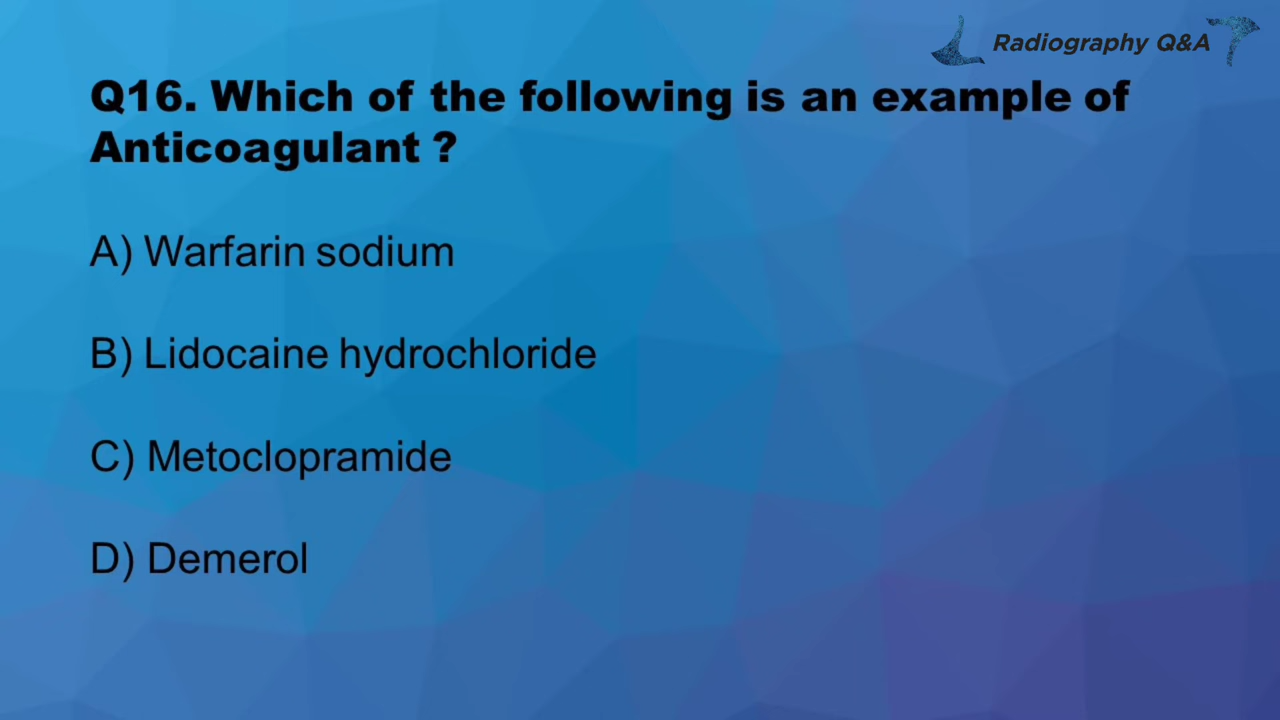 Radiography Q&A
Q16. Which of the following is an example of
Anticoagulant ?
A) Warfarin sodium
B) Lidocaine hydrochloride
C) Metoclopramide
D) Demerol